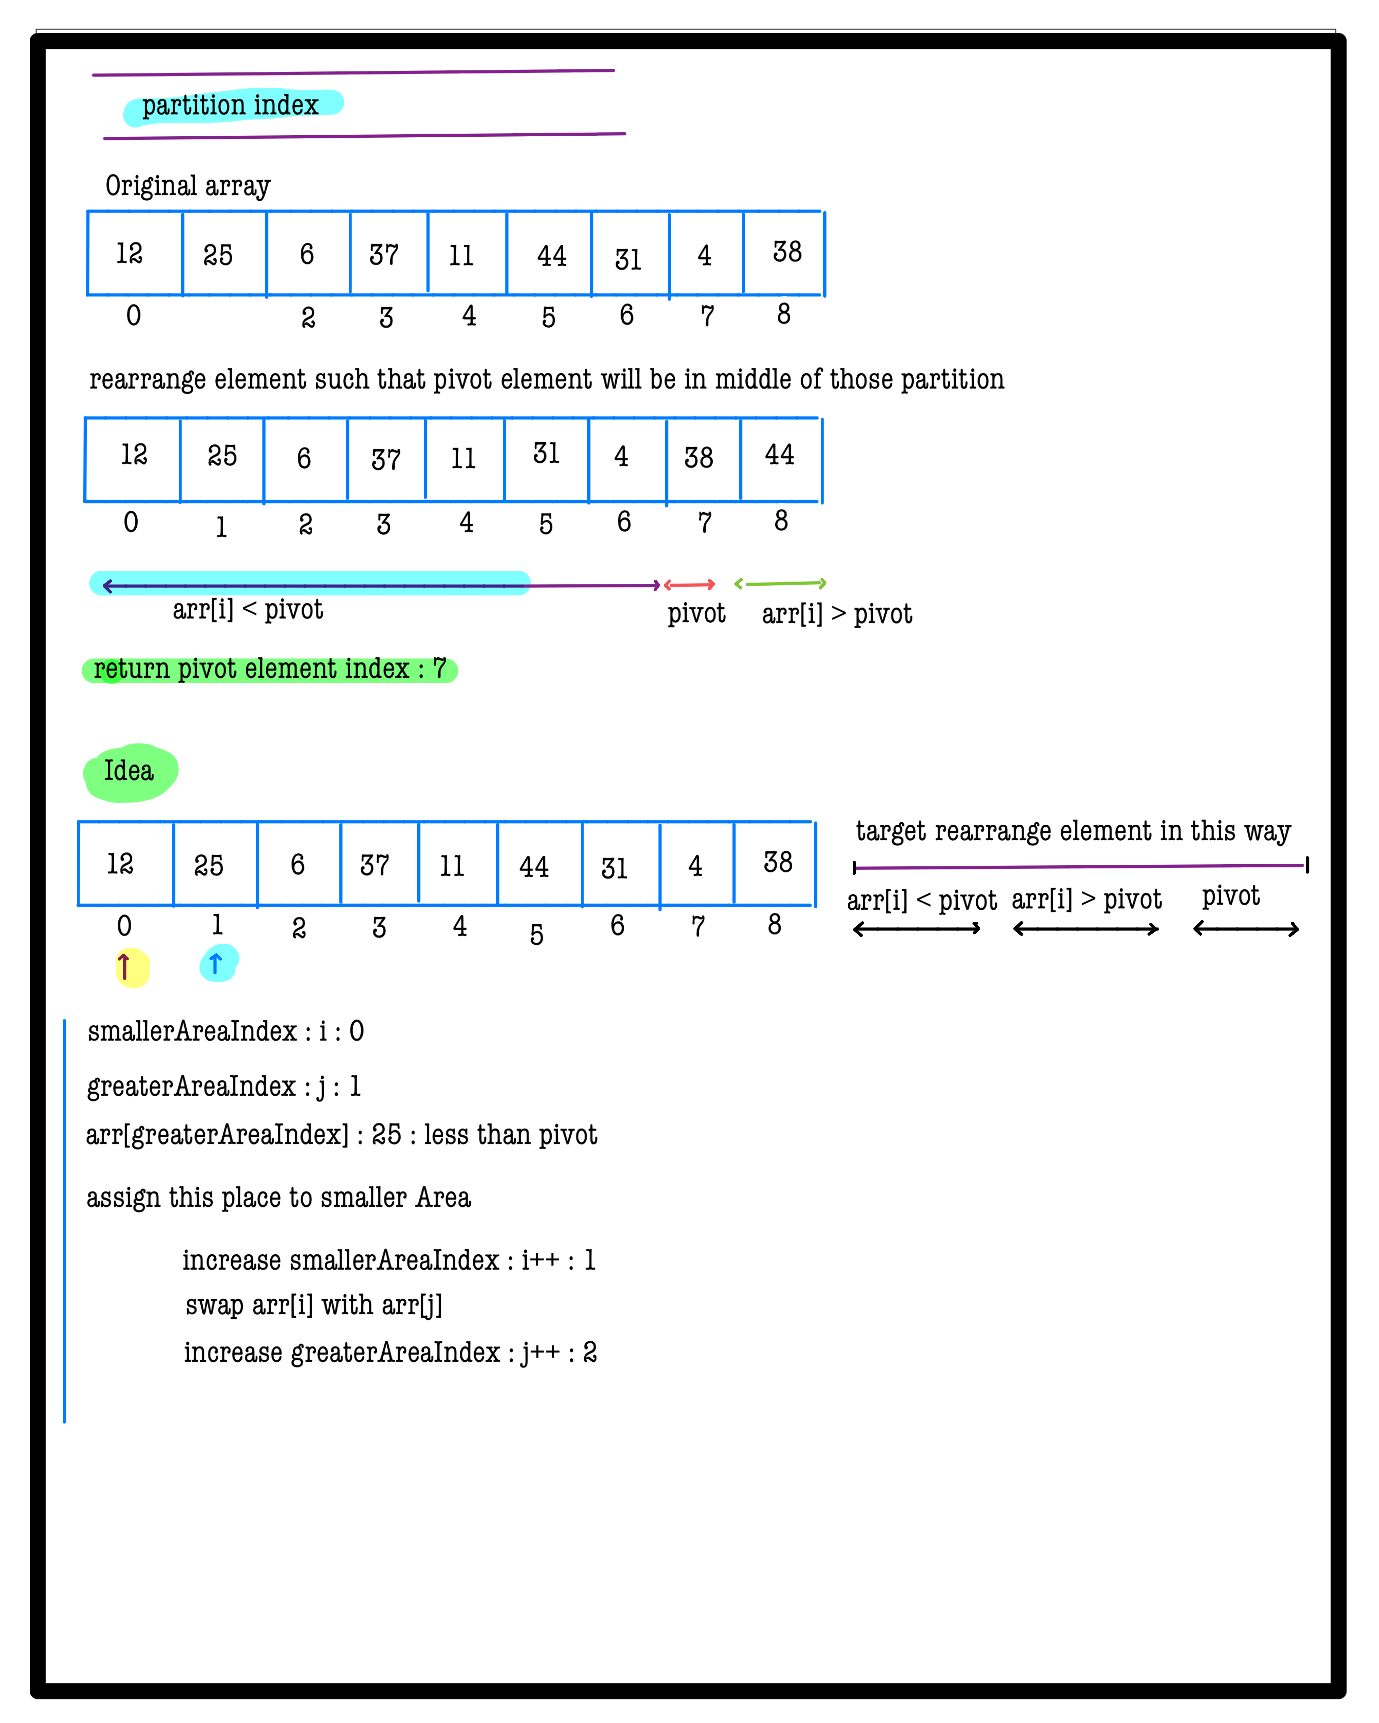 partition index
Original array
12 25 6 37 11 44 31 4 38
0 2 3 4 5 6 7 8
rearrange element such that pivot element will be in middle of those partition
12 25 6 37 11 31 4 38 44
0 1 2 3 4 5 6 7 8
arr[i] < pivot pivot arr[i] > pivot
return pivot element index : 7
Idea
target rearrange element in this way
12 25 6 37 11 44 31 4 38
arr[i] < pivot arr[i] > pivot pivot
0 1 2 3 4 5 6 7 8
smallerAreaIndex : i : 0
greaterAreaIndex : j : 1
arr[greaterAreaIndex] : 25 : less than pivot
assign this place to smaller Area
increase smallerAreaIndex : i++ : 1
swap arr[i] with arr[j]
increase greaterAreaIndex : j++ : 2